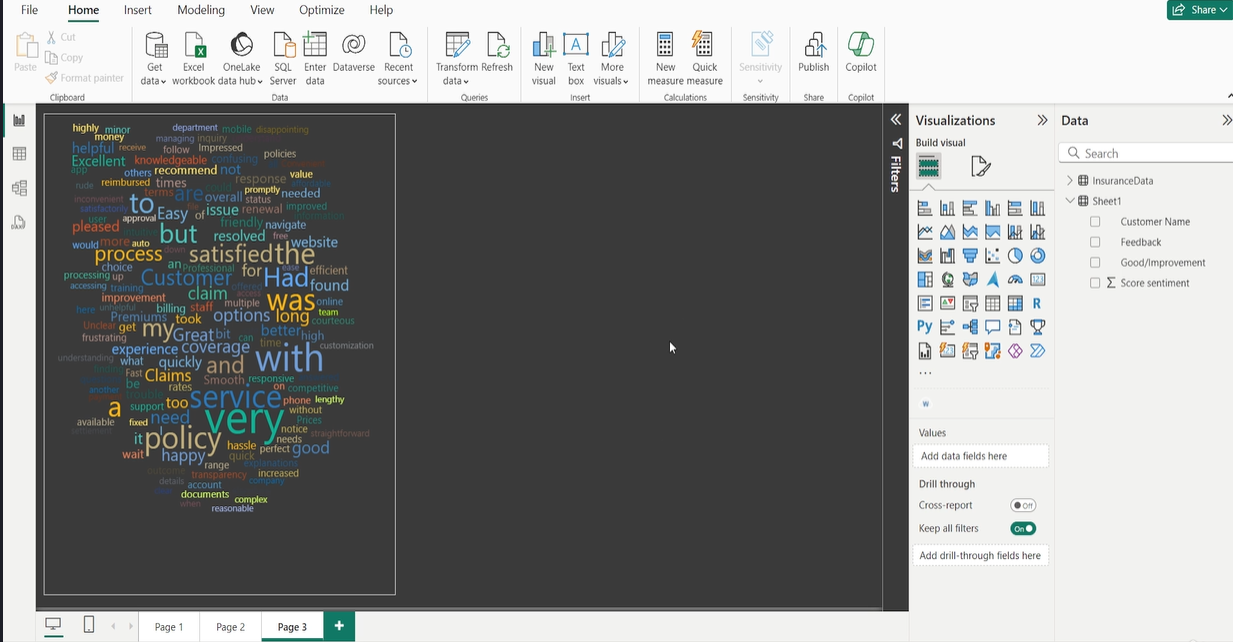 File Home Insert Modeling View Optimize Help
Share
Paste
Cut
Copy
Format painter
Clipboard
Get data
Excel workbook
OneLake data hub
SQL Server
Enter data
Dataverse
Recent sources
Data
Transform data
Refresh
Queries
New visual
Text box
More visuals
Insert
New measure
Quick measure
Calculations
Sensitivity
Sensitivity
Publish
Share
Copilot
Copilot
highly minor department mobile disappointing
money managing inquiry
helpful receive follow Impressed policies
Excellent knowledgeable confusing
app others recommend not
rude reimbursed times response value
terms are promptly
inconvenient to overall status needed
satisfactorily Easy of issue renewal improved
user approval friendly navigate
pleased but resolved free website
would more auto
process down satisfied the
choice an Professional for ease efficient
processing up Customer Had found
accessing training offered
improvement claim access was online
here unhelpful billing staff multiple team
Premiums took options long courteous
Unclear get my Great bit better high
frustrating can time
experience coverage customization
understanding what quickly and with
Fast Claims Smooth responsive
be rates on competitive
another trouble service
a support too phone lengthy
need very without
available fixed Prices
notice straightforward
it policy hassle needs
wait happy quick perfect good
range explanations
transparency increased
details account company
documents complex
when reasonable
Filters
Visualizations
Build visual
R
Py
...
Values
Add data fields here
Drill through
Cross-report Off
Keep all filters On
Add drill-through fields here
Data
Search
InsuranceData
Sheet1
Customer Name
Feedback
Good/Improvement
Score sentiment
Page 1 Page 2 Page 3 +